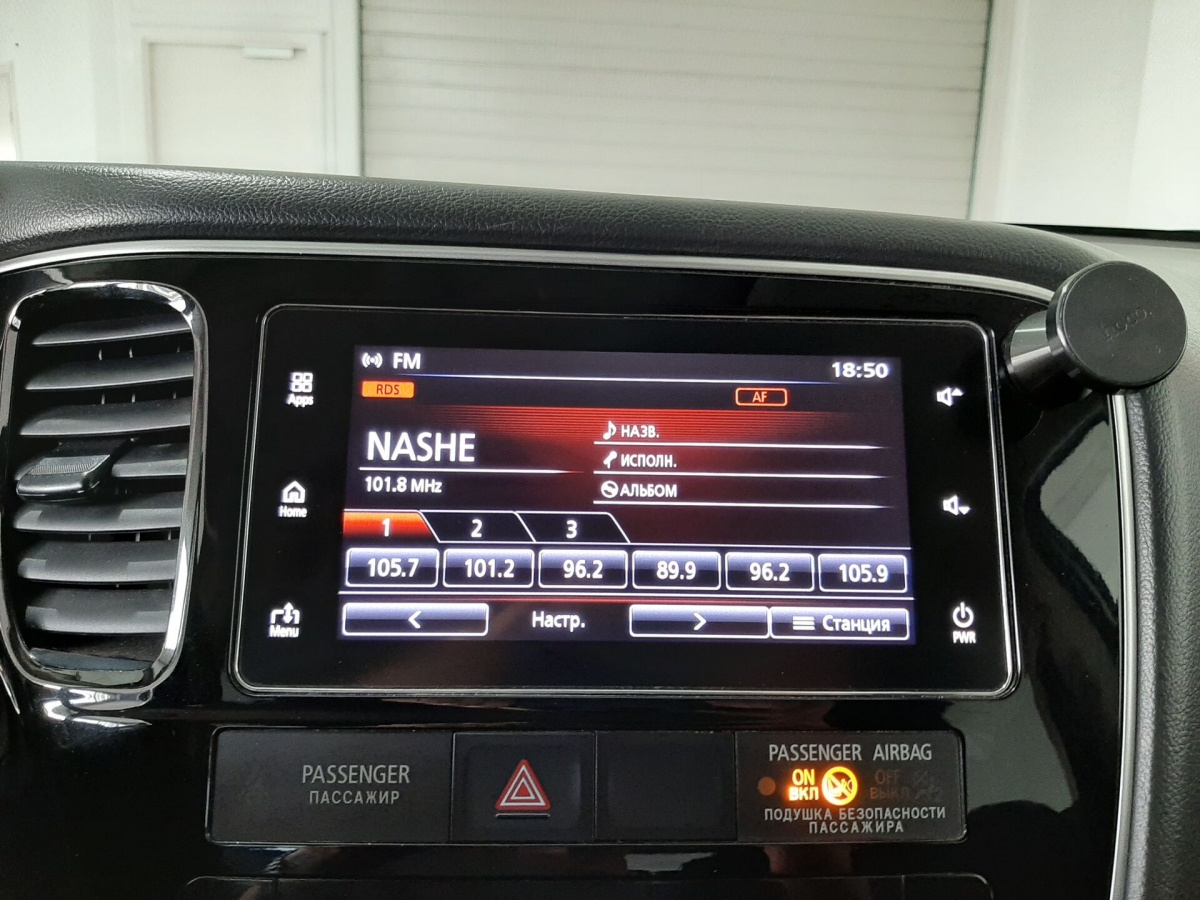 FM
18:50
RDS
AF
NASHE
101.8 MHz
НАЗВ.
ИСПОЛН.
АЛЬБОМ
1 2 3
105.7 101.2 96.2 89.9 96.2 105.9
< Настр. > Станция
Apps
Home
Menu
PWR
hoco.
PASSENGER
ПАССАЖИР
PASSENGER AIRBAG
ON OFF
ВКЛ ВЫКЛ
ПОДУШКА БЕЗОПАСНОСТИ
ПАССАЖИРА